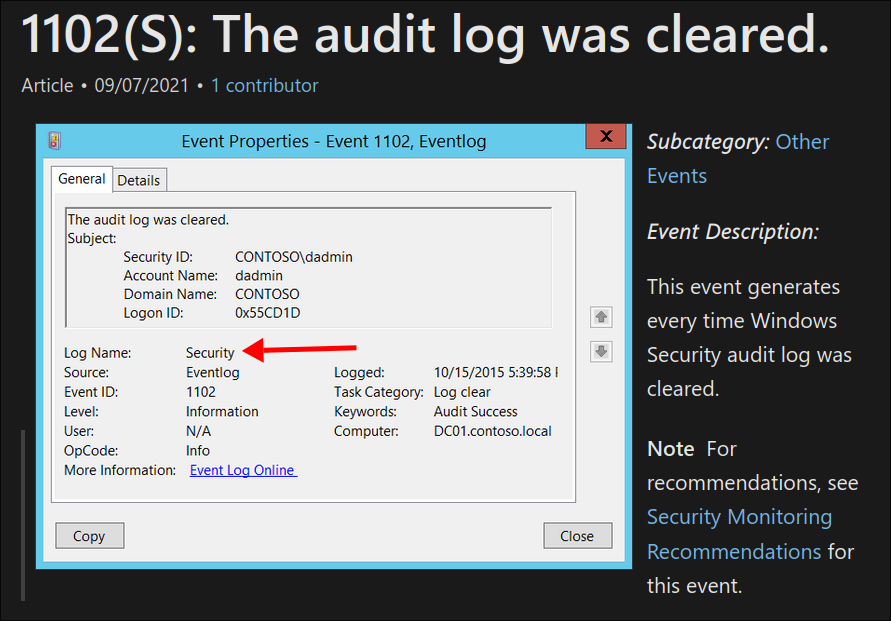 1102(S): The audit log was cleared.
Article • 09/07/2021 • 1 contributor
Event Properties - Event 1102, Eventlog
X
General
Details
The audit log was cleared.
Subject:
Security ID: CONTOSO\dadmin
Account Name: dadmin
Domain Name: CONTOSO
Logon ID: 0x55CD1D
Log Name: Security
Source: Eventlog Logged: 10/15/2015 5:39:58
Event ID: 1102 Task Category: Log clear
Level: Information Keywords: Audit Success
User: N/A Computer: DC01.contoso.local
OpCode: Info
More Information: Event Log Online
Copy
Close
Subcategory: Other
Events
Event Description:
This event generates
every time Windows
Security audit log was
cleared.
Note For
recommendations, see
Security Monitoring
Recommendations for
this event.